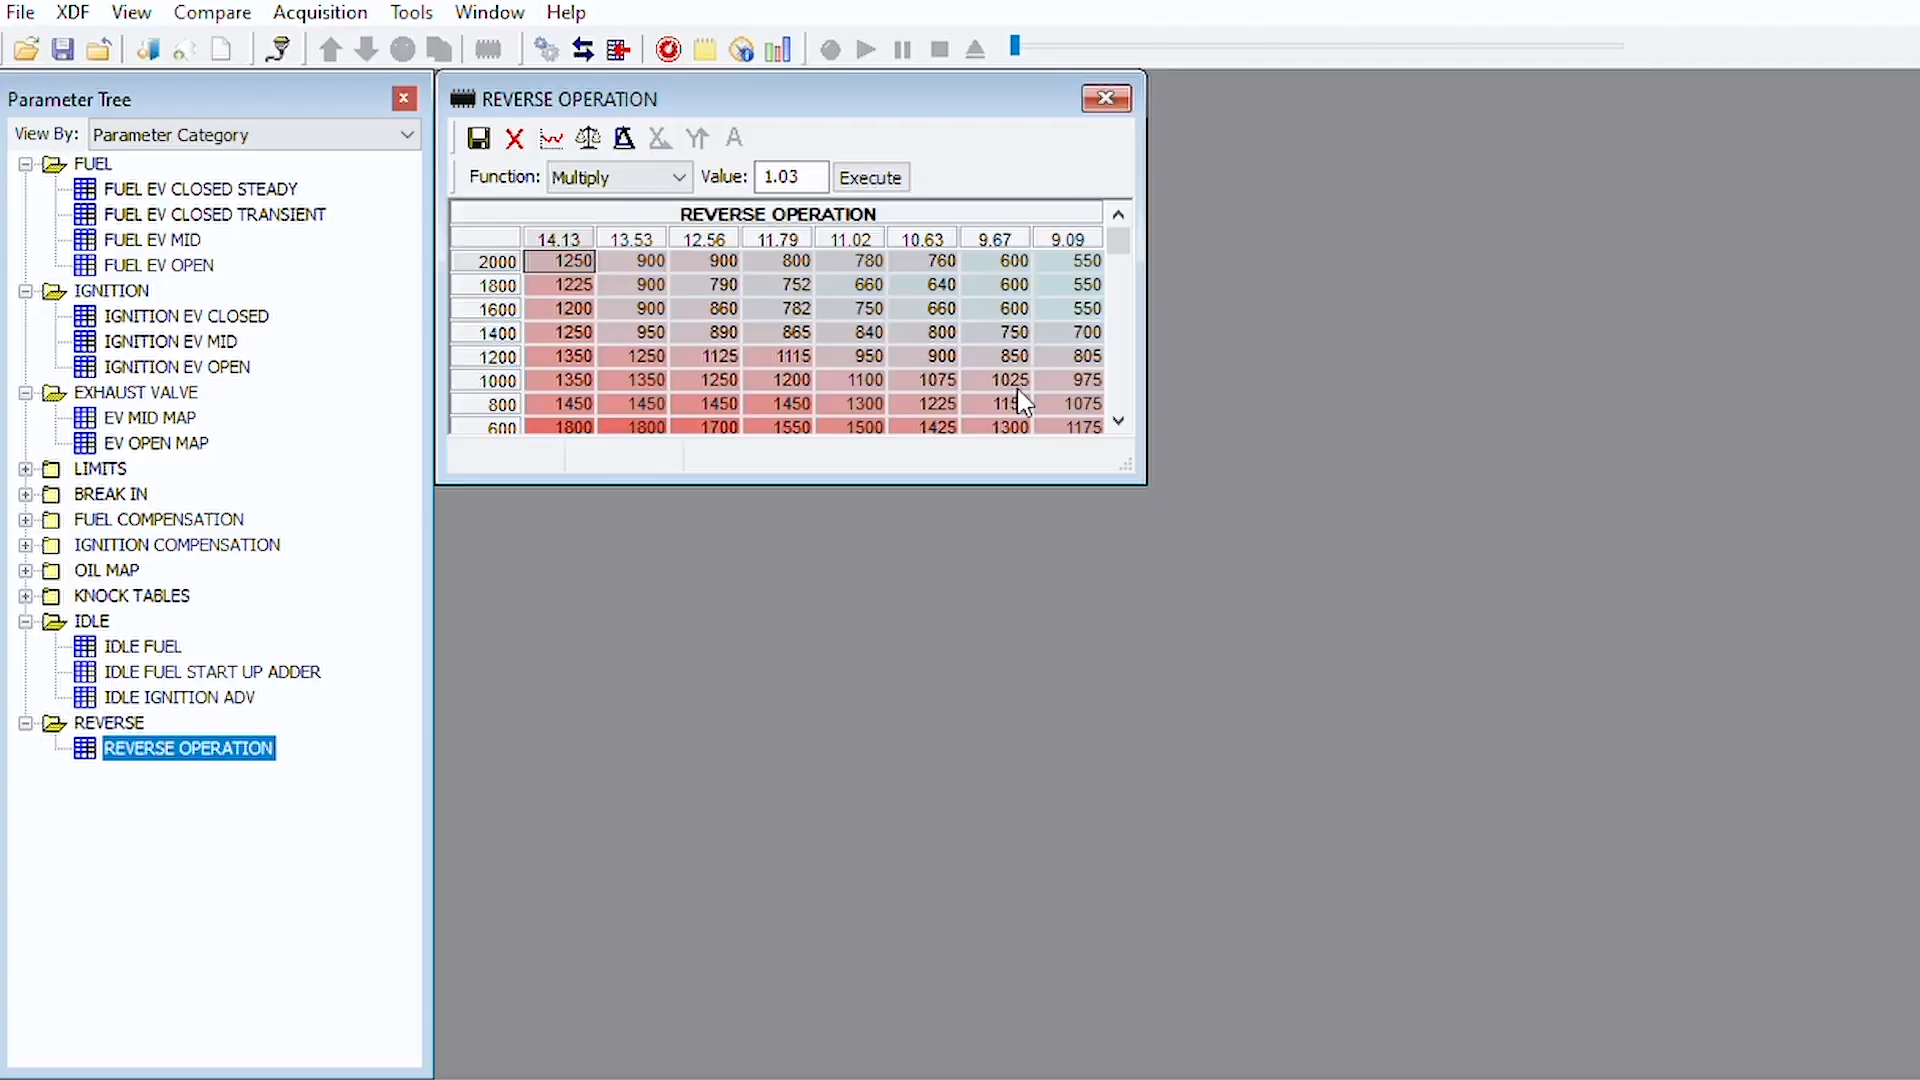 File XDF View Compare Acquisition Tools Window Help
Parameter Tree
View By: Parameter Category
FUEL
FUEL EV CLOSED STEADY
FUEL EV CLOSED TRANSIENT
FUEL EV MID
FUEL EV OPEN
IGNITION
IGNITION EV CLOSED
IGNITION EV MID
IGNITION EV OPEN
EXHAUST VALVE
EV MID MAP
EV OPEN MAP
LIMITS
BREAK IN
FUEL COMPENSATION
IGNITION COMPENSATION
OIL MAP
KNOCK TABLES
IDLE
IDLE FUEL
IDLE FUEL START UP ADDER
IDLE IGNITION ADV
REVERSE
REVERSE OPERATION
REVERSE OPERATION
Function: Multiply Value: 1.03 Execute
REVERSE OPERATION
14.13 13.53 12.56 11.79 11.02 10.63 9.67 9.09
2000 1250 900 900 800 780 760 600 550
1800 1225 900 790 752 660 640 600 550
1600 1200 900 860 782 750 660 600 550
1400 1250 950 890 865 840 800 750 700
1200 1350 1250 1125 1115 950 900 850 805
1000 1350 1350 1250 1200 1100 1075 1025 975
800 1450 1450 1450 1450 1300 1225 1075
600 1800 1800 1700 1550 1500 1425 1300 1175